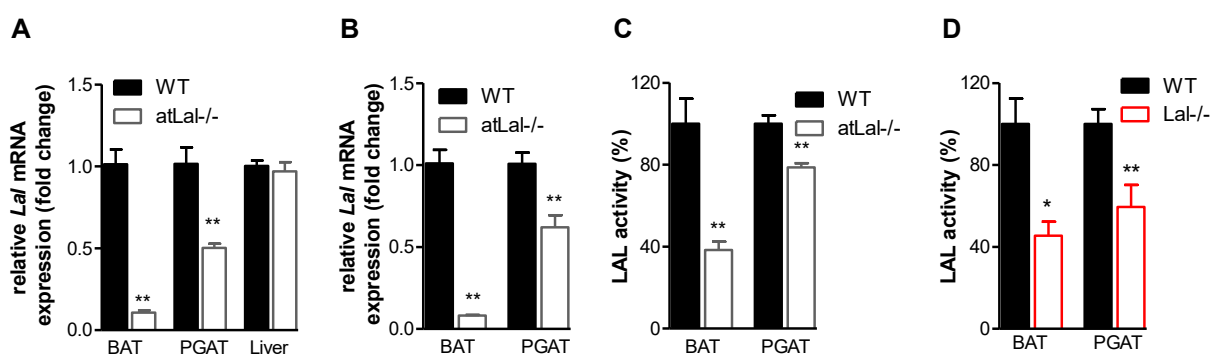 A
relative Lal mRNA
expression (fold change)
1.5
1.0
0.5
0.0
WT
atLal-/-
**
**
BAT
PGAT
Liver
B
relative Lal mRNA
expression (fold change)
1.5
1.0
0.5
0.0
WT
atLal-/-
**
**
BAT
PGAT
C
LAL activity (%)
120
80
40
0
WT
atLal-/-
**
**
BAT
PGAT
D
LAL activity (%)
120
80
40
0
WT
Lal-/-
*
**
BAT
PGAT